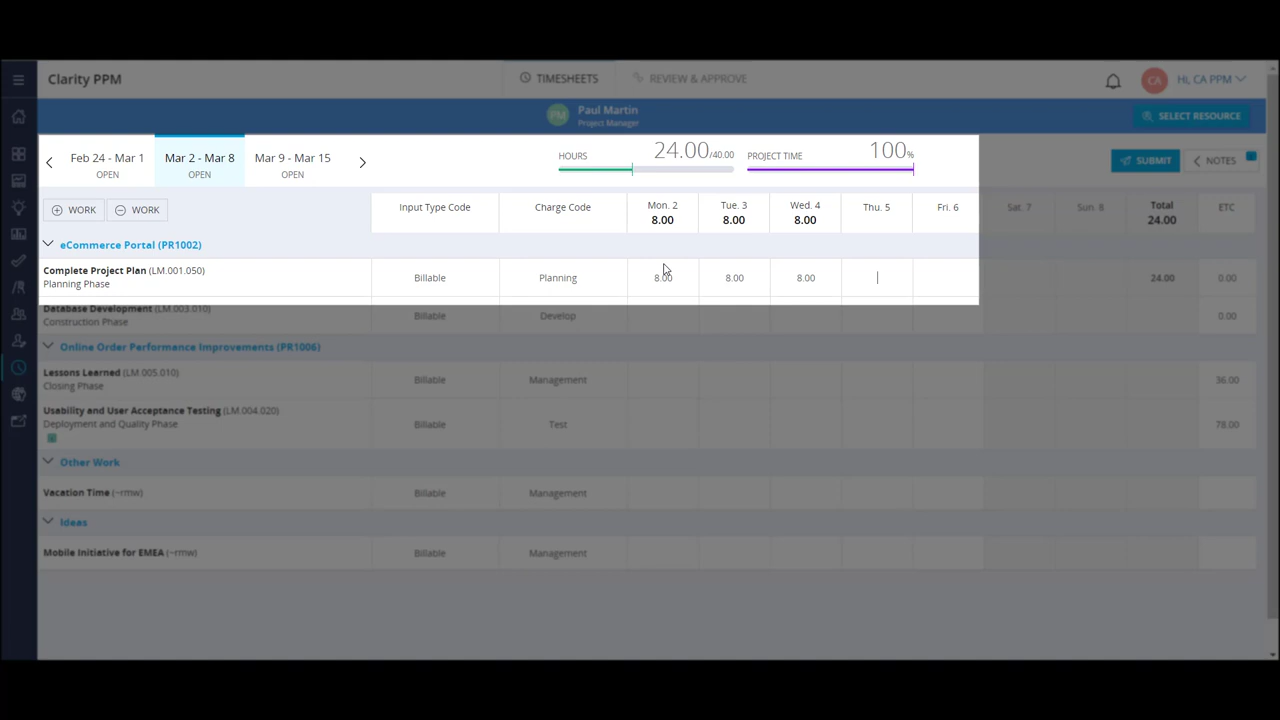 Clarity PPM
TIMESHEETS
REVIEW & APPROVE
CA
Hi, CA PPM
PM
Paul Martin
Project Manager
SELECT RESOURCE
Feb 24 - Mar 1
OPEN
Mar 2 - Mar 8
OPEN
Mar 9 - Mar 15
OPEN
HOURS
24.00/40.00
PROJECT TIME
100%
SUBMIT
NOTES
WORK
WORK
Input Type Code
Charge Code
Mon. 2
8.00
Tue. 3
8.00
Wed. 4
8.00
Thu. 5
Fri. 6
Sat. 7
Sun. 8
Total
24.00
ETC
eCommerce Portal (PR1002)
Complete Project Plan (LM.001.050)
Planning Phase
Billable
Planning
8.00
8.00
8.00
24.00
0.00
Database Development (LM.003.010)
Construction Phase
Billable
Develop
0.00
Online Order Performance Improvements (PR1006)
Lessons Learned (LM.005.010)
Closing Phase
Billable
Management
36.00
Usability and User Acceptance Testing (LM.004.020)
Deployment and Quality Phase
Billable
Test
78.00
Other Work
Vacation Time (~rmw)
Billable
Management
Ideas
Mobile Initiative for EMEA (~rmw)
Billable
Management